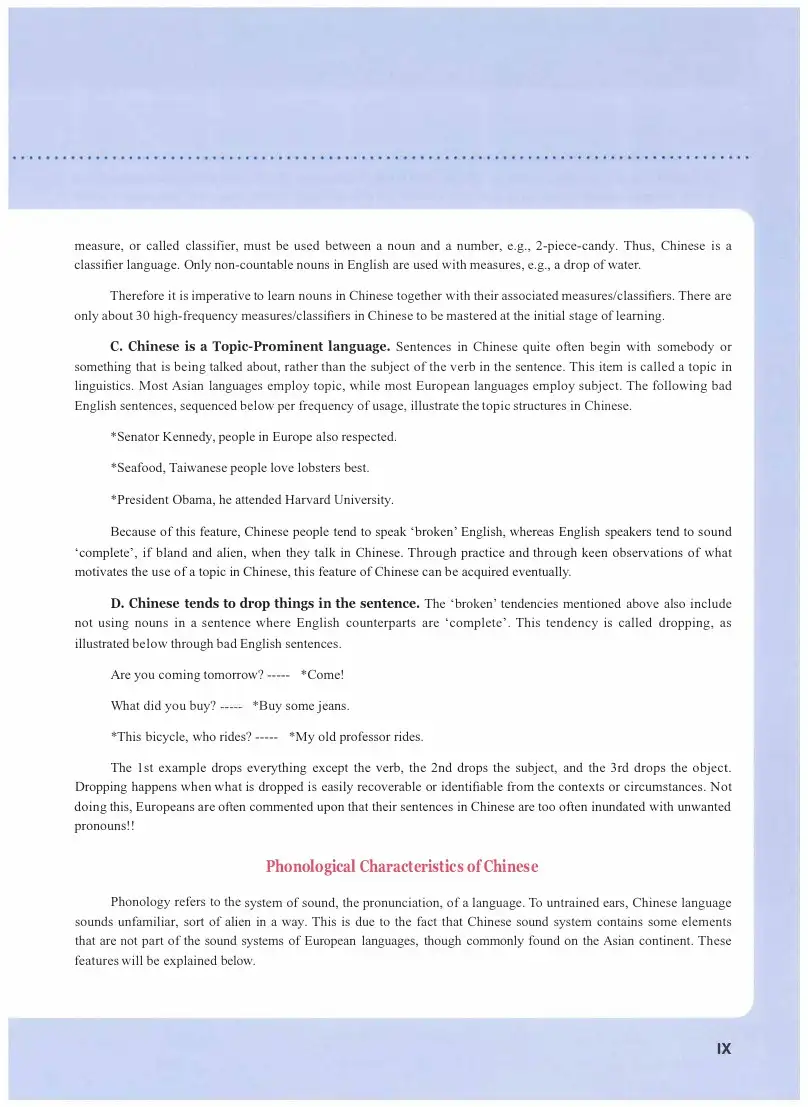 measure, or called classifier, must be used between a noun and a number, e.g., 2-piece-candy. Thus, Chinese is a
classifier language. Only non-countable nouns in English are used with measures, e.g., a drop of water.
Therefore it is imperative to learn nouns in Chinese together with their associated measures/classifiers. There are
only about 30 high-frequency measures/classifiers in Chinese to be mastered at the initial stage of learning.
C. Chinese is a Topic-Prominent language. Sentences in Chinese quite often begin with somebody or
something that is being talked about, rather than the subject of the verb in the sentence. This item is called a topic in
linguistics. Most Asian languages employ topic, while most European languages employ subject. The following bad
English sentences, sequenced below per frequency of usage, illustrate the topic structures in Chinese.
*Senator Kennedy, people in Europe also respected.
*Seafood, Taiwanese people love lobsters best.
*President Obama, he attended Harvard University.
Because of this feature, Chinese people tend to speak ‘broken’ English, whereas English speakers tend to sound
‘complete’, if bland and alien, when they talk in Chinese. Through practice and through keen observations of what
motivates the use of a topic in Chinese, this feature of Chinese can be acquired eventually.
D. Chinese tends to drop things in the sentence. The ‘broken’ tendencies mentioned above also include
not using nouns in a sentence where English counterparts are ‘complete’. This tendency is called dropping, as
illustrated below through bad English sentences.
Are you coming tomorrow? ----- *Come!
What did you buy? ----- *Buy some jeans.
*This bicycle, who rides? ----- *My old professor rides.
The 1st example drops everything except the verb, the 2nd drops the subject, and the 3rd drops the object.
Dropping happens when what is dropped is easily recoverable or identifiable from the contexts or circumstances. Not
doing this, Europeans are often commented upon that their sentences in Chinese are too often inundated with unwanted
pronouns!!
Phonological Characteristics of Chinese
Phonology refers to the system of sound, the pronunciation, of a language. To untrained ears, Chinese language
sounds unfamiliar, sort of alien in a way. This is due to the fact that Chinese sound system contains some elements
that are not part of the sound systems of European languages, though commonly found on the Asian continent. These
features will be explained below.
IX